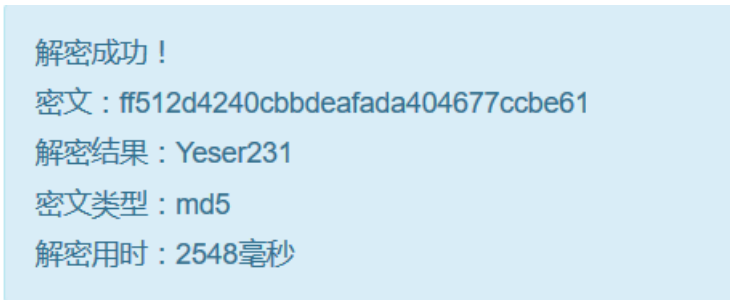 解密成功！
密文：ff512d4240cbbdeafada404677ccbe61
解密结果：Yeser231
密文类型：md5
解密用时：2548毫秒